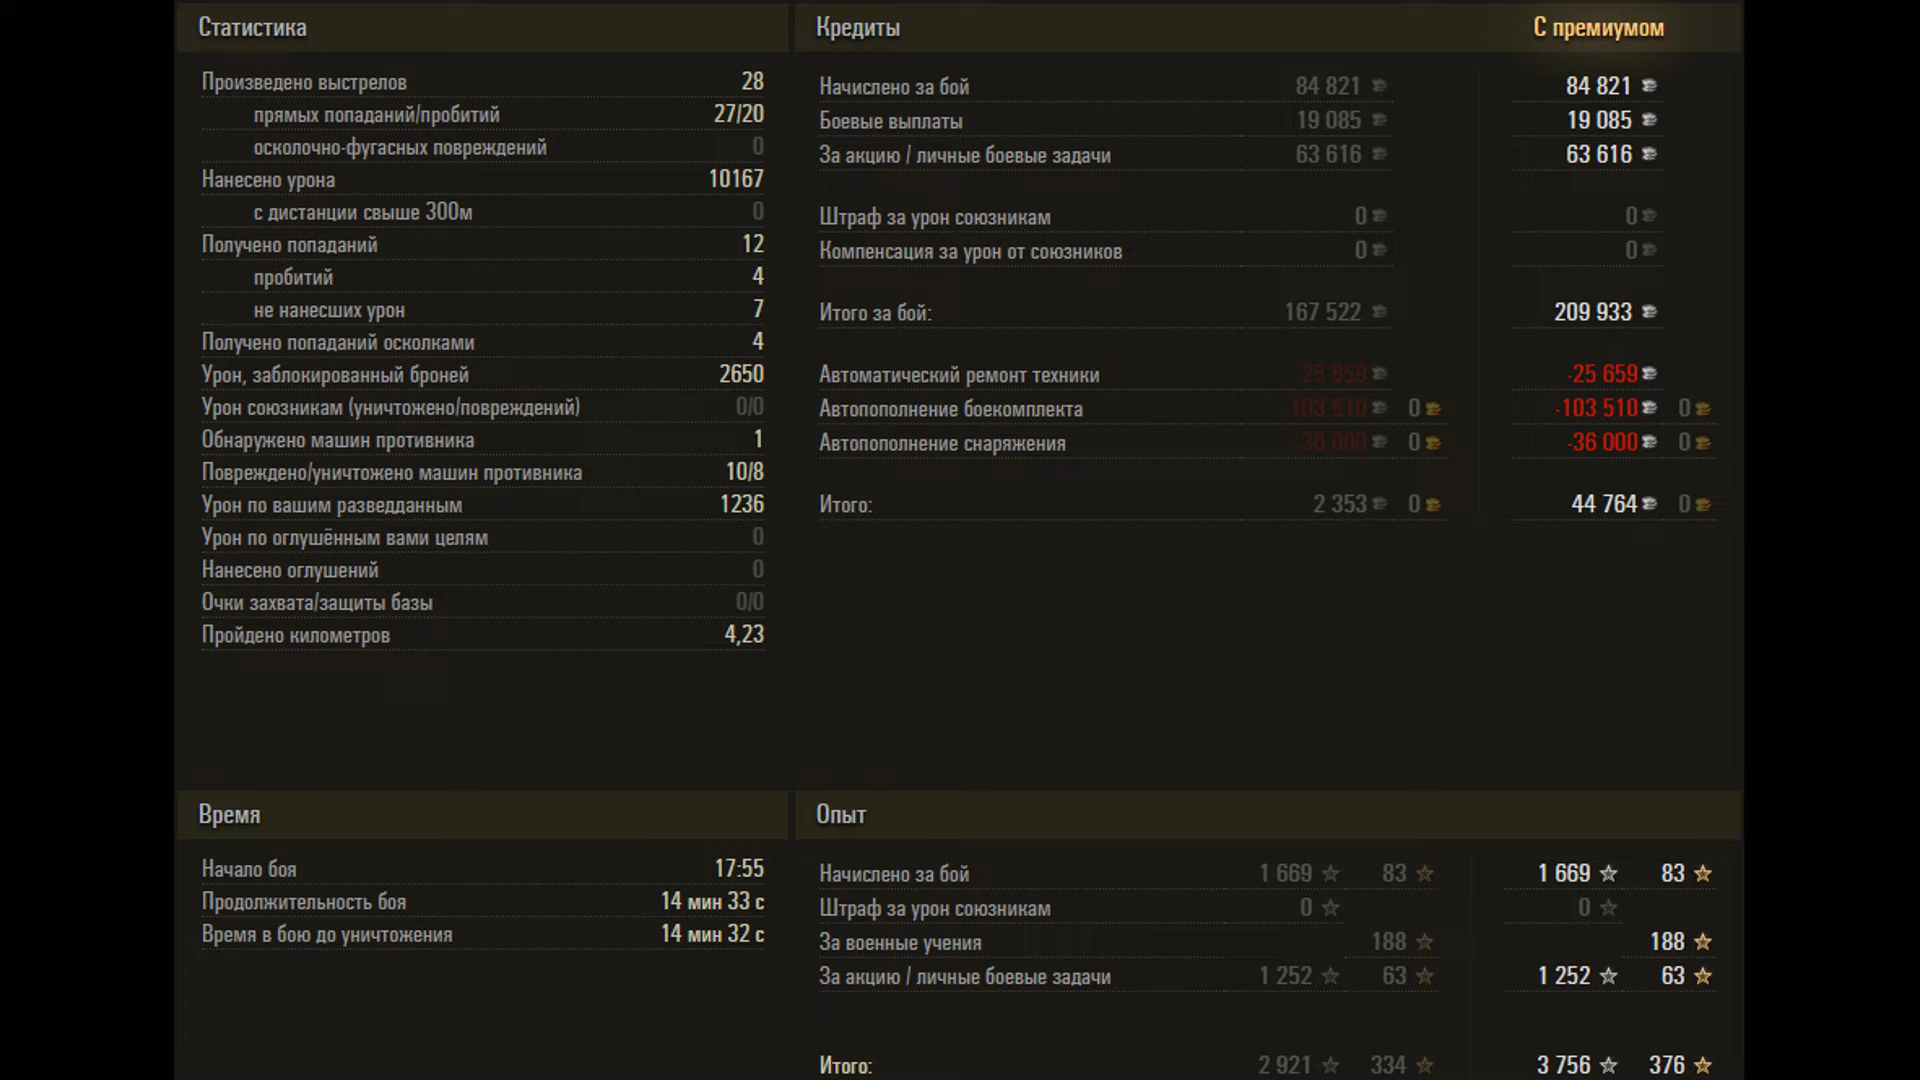 Статистика
Произведено выстрелов 28
прямых попаданий/пробитий 27/20
осколочно-фугасных повреждений 0
Нанесено урона 10167
с дистанции свыше 300м 0
Получено попаданий 12
пробитий 4
не нанесших урон 7
Получено попаданий осколками 4
Урон, заблокированный броней 2650
Урон союзникам (уничтожено/повреждений) 0/0
Обнаружено машин противника 1
Повреждено/уничтожено машин противника 10/8
Урон по вашим разведданным 1236
Урон по оглушённым вами целям 0
Нанесено оглушений 0
Очки захвата/защиты базы 0/0
Пройдено километров 4,23
Кредиты С премиумом
Начислено за бой 84 821 84 821
Боевые выплаты 19 085 19 085
За акцию / личные боевые задачи 63 616 63 616
Штраф за урон союзникам 0 0
Компенсация за урон от союзников 0 0
Итого за бой: 167 522 209 933
Автоматический ремонт техники -25 659 -25 659
Автопополнение боекомплекта -103 510 0 -103 510 0
Автопополнение снаряжения -36 000 0 -36 000 0
Итого: 2 353 0 44 764 0
Время
Начало боя 17:55
Продолжительность боя 14 мин 33 с
Время в бою до уничтожения 14 мин 32 с
Опыт
Начислено за бой 1 669 83 1 669 83
Штраф за урон союзникам 0 0
За военные учения 188 188
За акцию / личные боевые задачи 1 252 63 1 252 63
Итого: 2 921 334 3 756 376